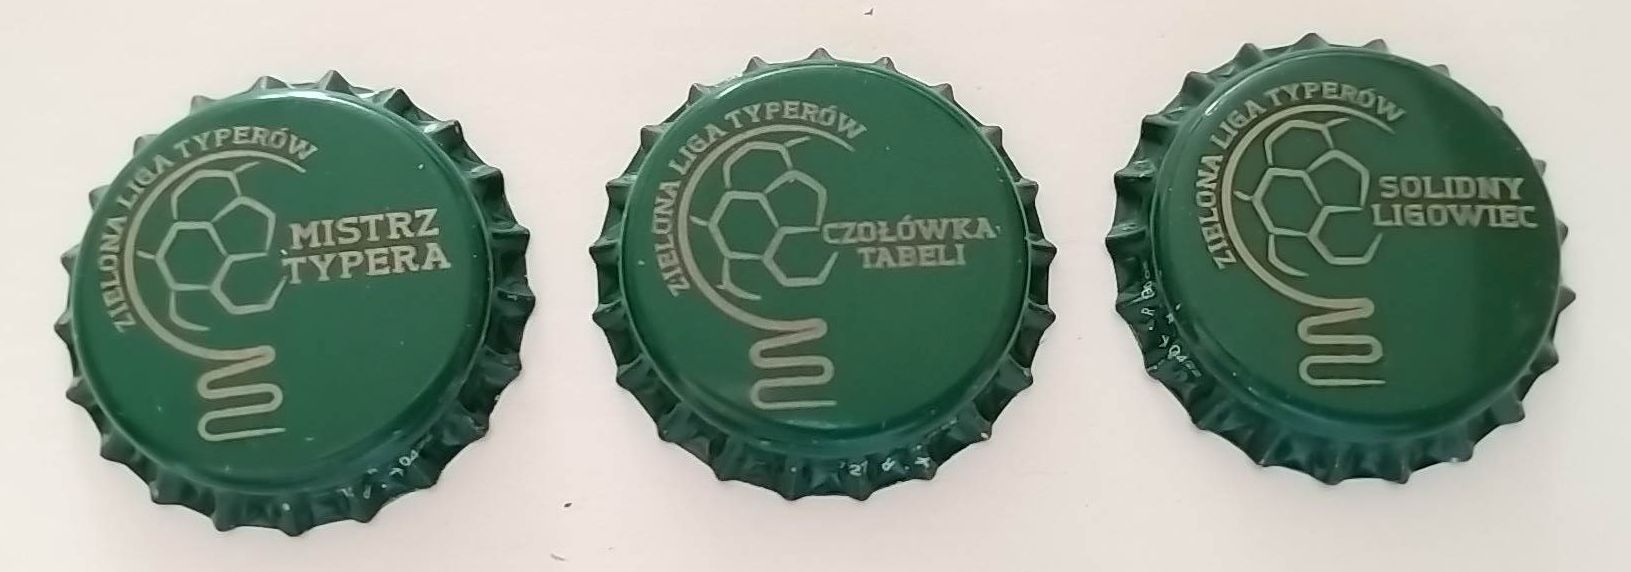 ZIELONA LIGA TYPERÓW
MISTRZ
TYPERA
ZIELONA LIGA TYPERÓW
CZOŁÓWKA
TABELI
ZIELONA LIGA TYPERÓW
SOLIDNY
LIGOWIEC